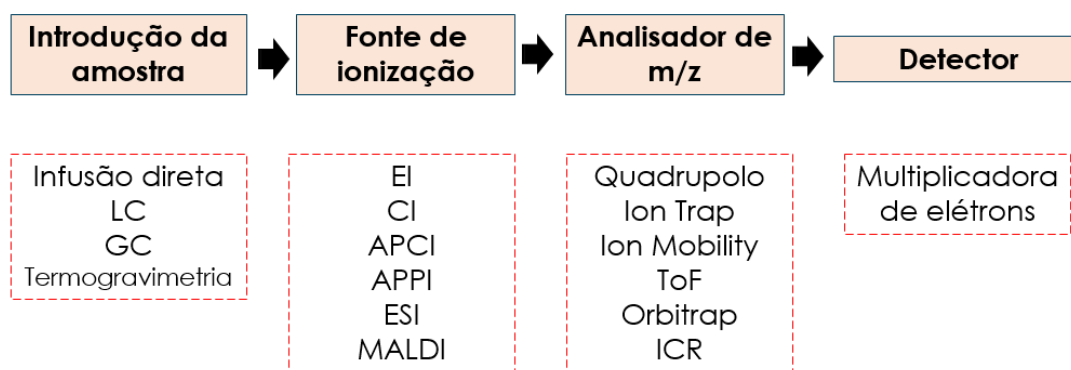 Introdução da
amostra
Fonte de
ionização
Analisador de
m/z
Detector
Infusão direta
LC
GC
Termogravimetria
EI
CI
APCI
APPI
ESI
MALDI
Quadrupolo
Ion Trap
Ion Mobility
ToF
Orbitrap
ICR
Multiplicadora
de elétrons